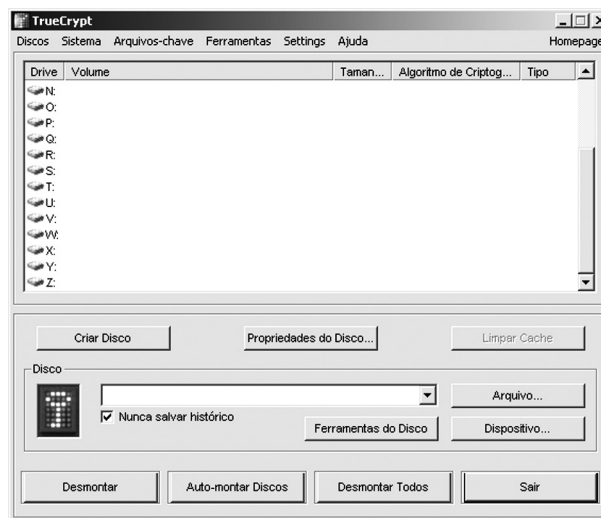 TrueCrypt
Discos Sistema Arquivos-chave Ferramentas Settings Ajuda Homepage
Drive Volume Taman... Algoritmo de Criptog... Tipo
N:
O:
P:
Q:
R:
S:
T:
U:
V:
W:
X:
Y:
Z:
Criar Disco Propriedades do Disco... Limpar Cache
Disco
Arquivo...
Nunca salvar histórico
Ferramentas do Disco Dispositivo...
Desmontar Auto-montar Discos Desmontar Todos Sair